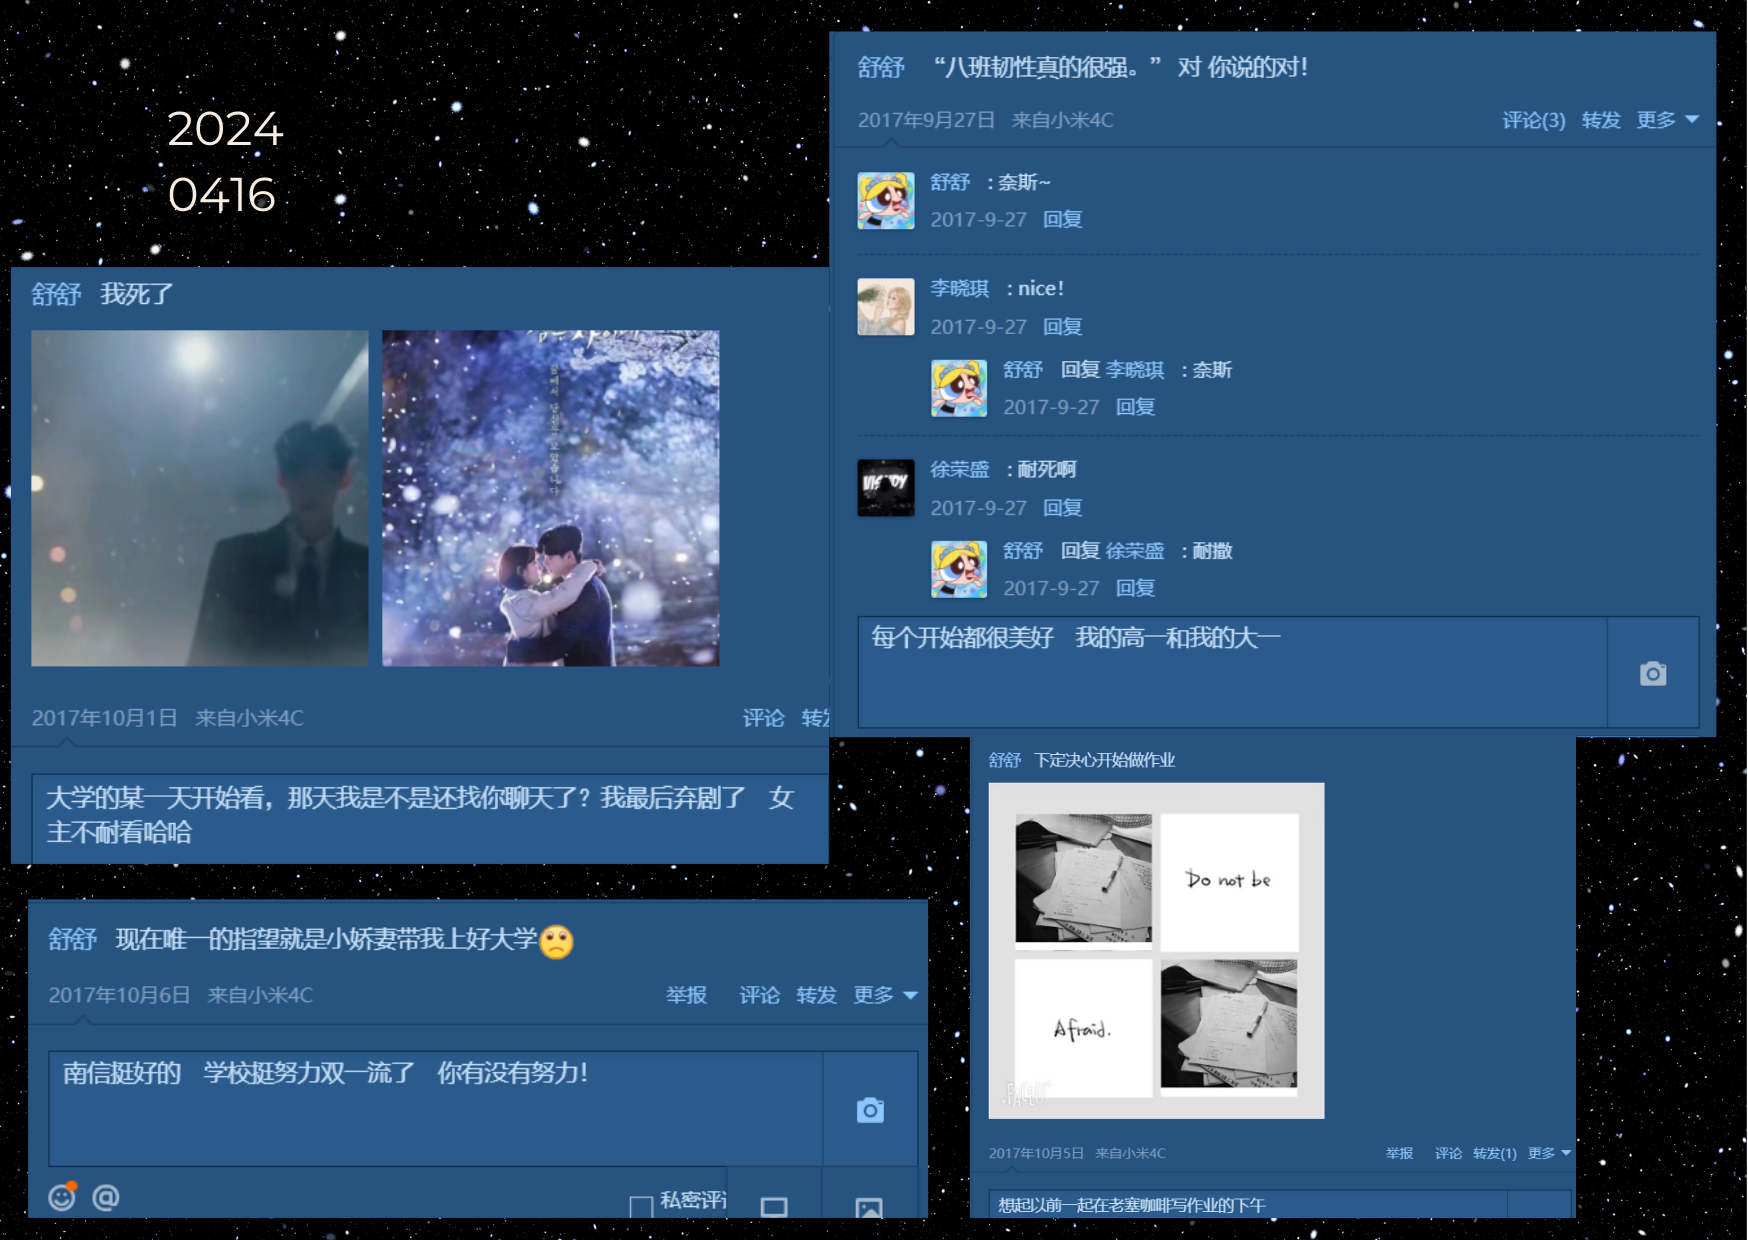 2024
0416
舒舒 “八班韧性真的很强。” 对 你说的对！
2017年9月27日 来自小米4C 评论(3) 转发 更多
舒舒 ：奈斯~
2017-9-27 回复
李晓琪 ：nice！
2017-9-27 回复
舒舒 回复 李晓琪 ：奈斯
2017-9-27 回复
徐荣盛 ：耐死啊
2017-9-27 回复
舒舒 回复 徐荣盛 ：耐撒
2017-9-27 回复
每个开始都很美好 我的高一和我的大一
舒舒 我死了
2017年10月1日 来自小米4C 评论 转发
大学的某一天开始看，那天我是不是还找你聊天了？我最后弃剧了 女
主不耐看哈哈
舒舒 下定决心开始做作业
Do not be
Afraid.
2017年10月5日 来自小米4C 举报 评论 转发(1) 更多
想起以前一起在老塞咖啡写作业的下午
舒舒 现在唯一的指望就是小娇妻带我上好大学
2017年10月6日 来自小米4C 举报 评论 转发 更多
南信挺好的 学校挺努力双一流了 你有没有努力！
私密评